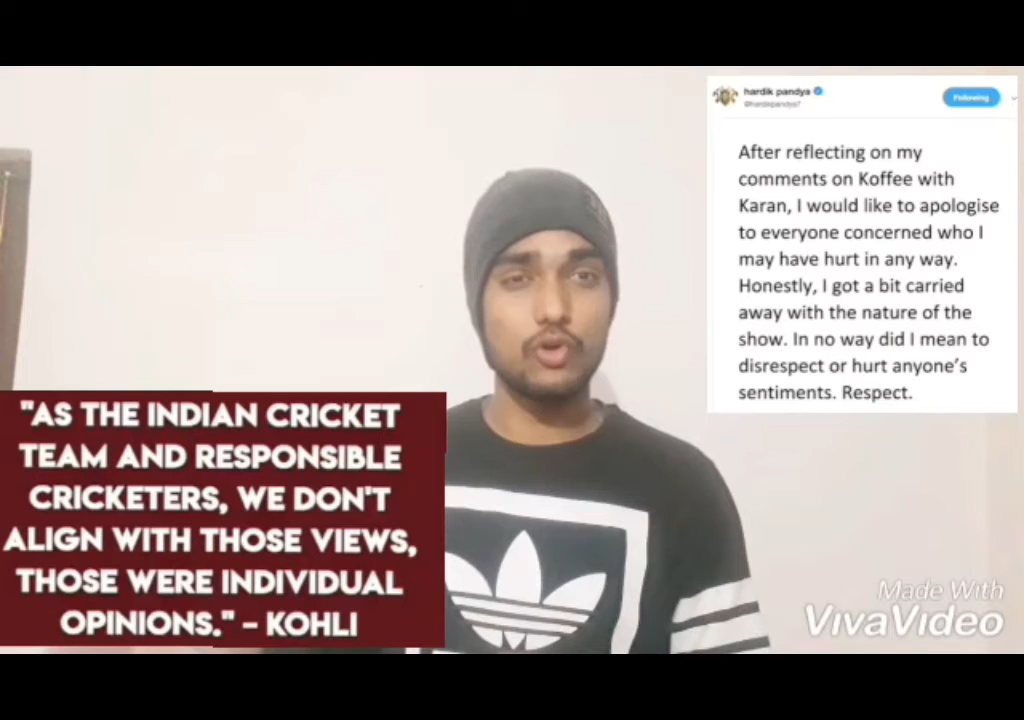 hardik pandya
@hardikpandya7
Following
After reflecting on my
comments on Koffee with
Karan, I would like to apologise
to everyone concerned who I
may have hurt in any way.
Honestly, I got a bit carried
away with the nature of the
show. In no way did I mean to
disrespect or hurt anyone's
sentiments. Respect.
"AS THE INDIAN CRICKET
TEAM AND RESPONSIBLE
CRICKETERS, WE DON'T
ALIGN WITH THOSE VIEWS,
THOSE WERE INDIVIDUAL
OPINIONS." – KOHLI
Made With
VivaVideo